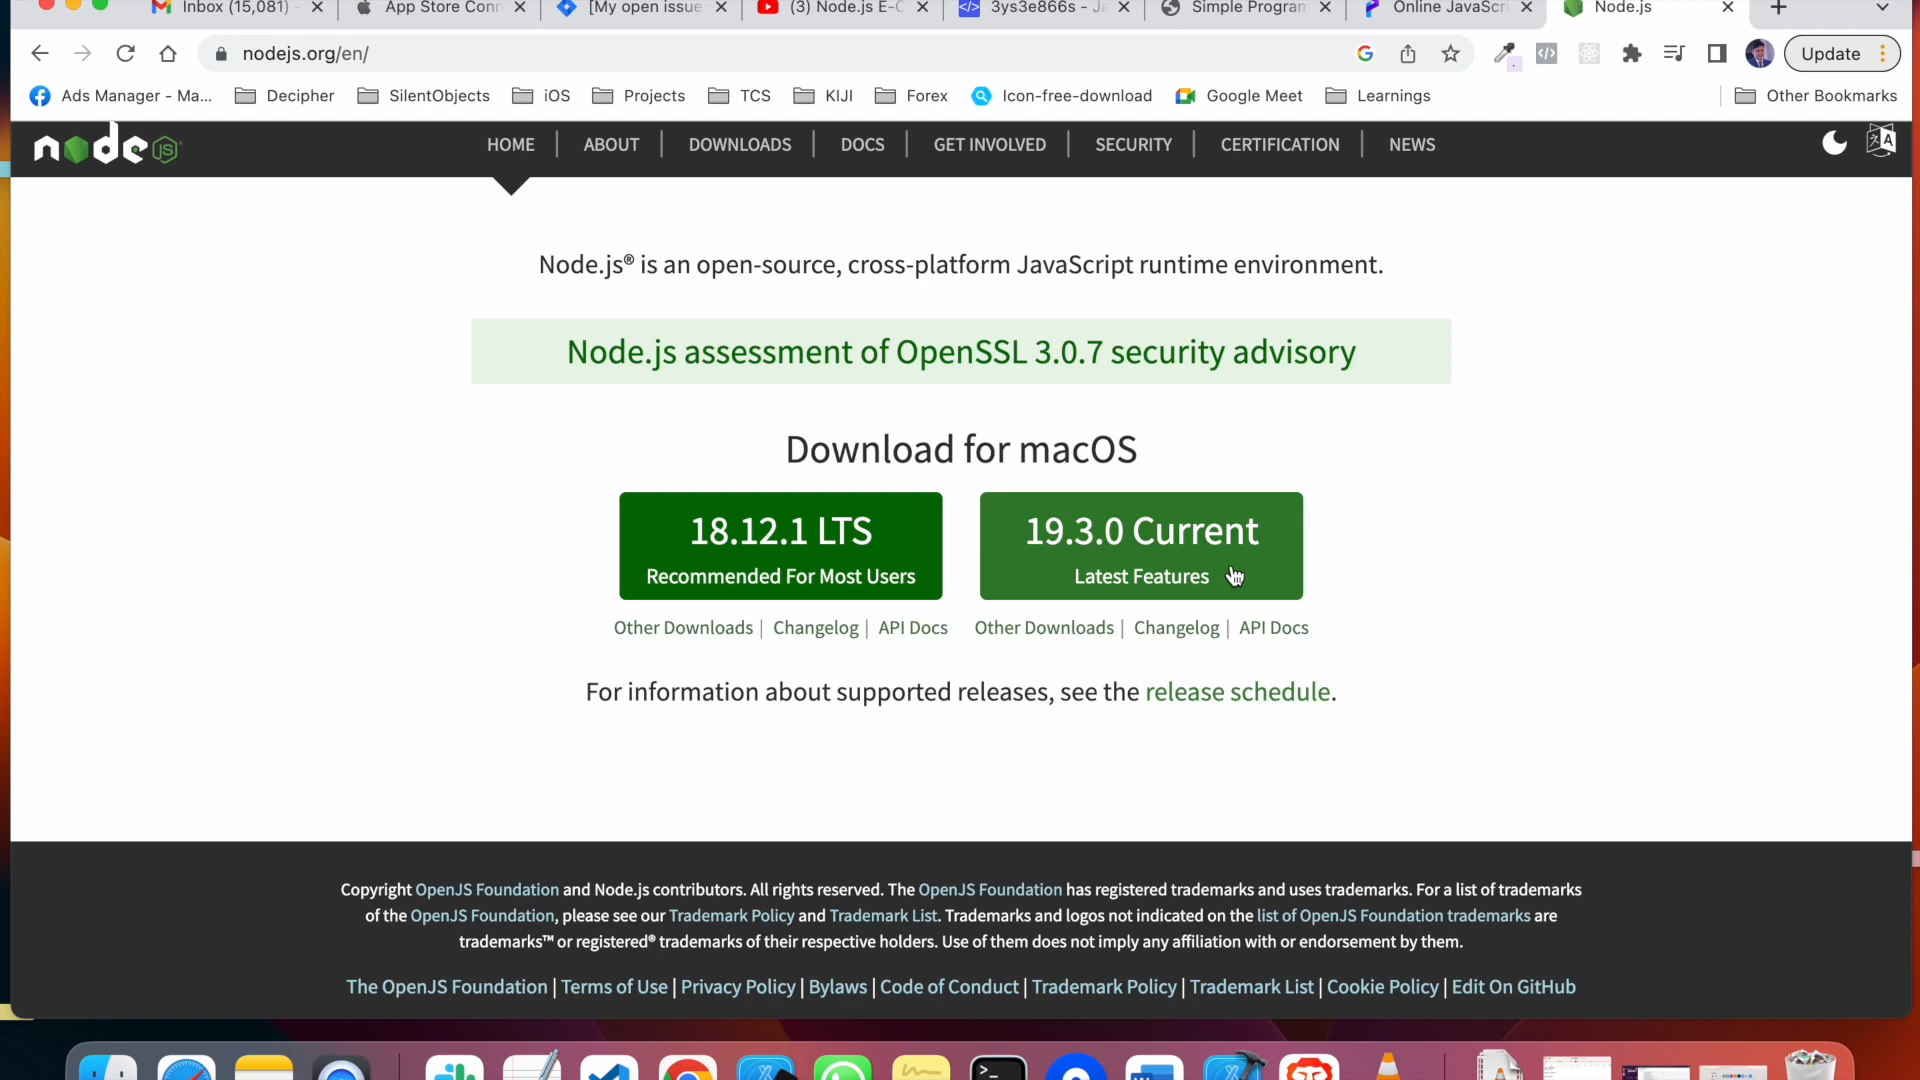 Inbox (15,081) -
App Store Conn
[My open issue
(3) Node.js E-C
3ys3e866s - Ja
Simple Program
Online JavaScri
Node.js
nodejs.org/en/
Update
Ads Manager - Ma...
Decipher
SilentObjects
iOS
Projects
TCS
KIJI
Forex
Icon-free-download
Google Meet
Learnings
Other Bookmarks
node JS
HOME
ABOUT
DOWNLOADS
DOCS
GET INVOLVED
SECURITY
CERTIFICATION
NEWS
Node.js® is an open-source, cross-platform JavaScript runtime environment.
Node.js assessment of OpenSSL 3.0.7 security advisory
Download for macOS
18.12.1 LTS
Recommended For Most Users
19.3.0 Current
Latest Features
Other Downloads | Changelog | API Docs
Other Downloads | Changelog | API Docs
For information about supported releases, see the release schedule.
Copyright OpenJS Foundation and Node.js contributors. All rights reserved. The OpenJS Foundation has registered trademarks and uses trademarks. For a list of trademarks
of the OpenJS Foundation, please see our Trademark Policy and Trademark List. Trademarks and logos not indicated on the list of OpenJS Foundation trademarks are
trademarks™ or registered® trademarks of their respective holders. Use of them does not imply any affiliation with or endorsement by them.
The OpenJS Foundation | Terms of Use | Privacy Policy | Bylaws | Code of Conduct | Trademark Policy | Trademark List | Cookie Policy | Edit On GitHub